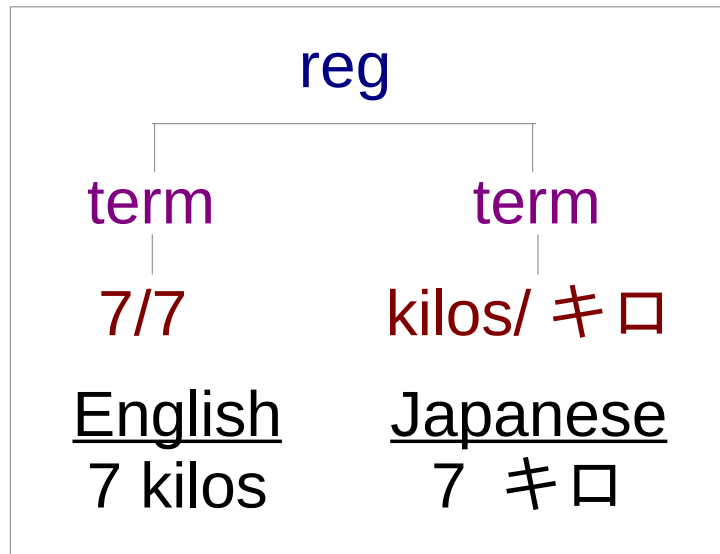 reg
term term
7/7 kilos/ キロ
English Japanese
7 kilos 7 キロ